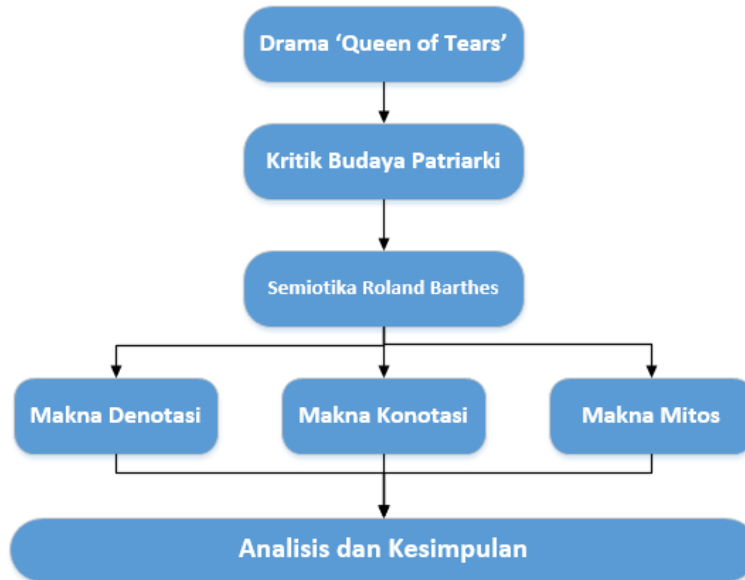 Drama ‘Queen of Tears’
Kritik Budaya Patriarki
Semiotika Roland Barthes
Makna Denotasi
Makna Konotasi
Makna Mitos
Analisis dan Kesimpulan